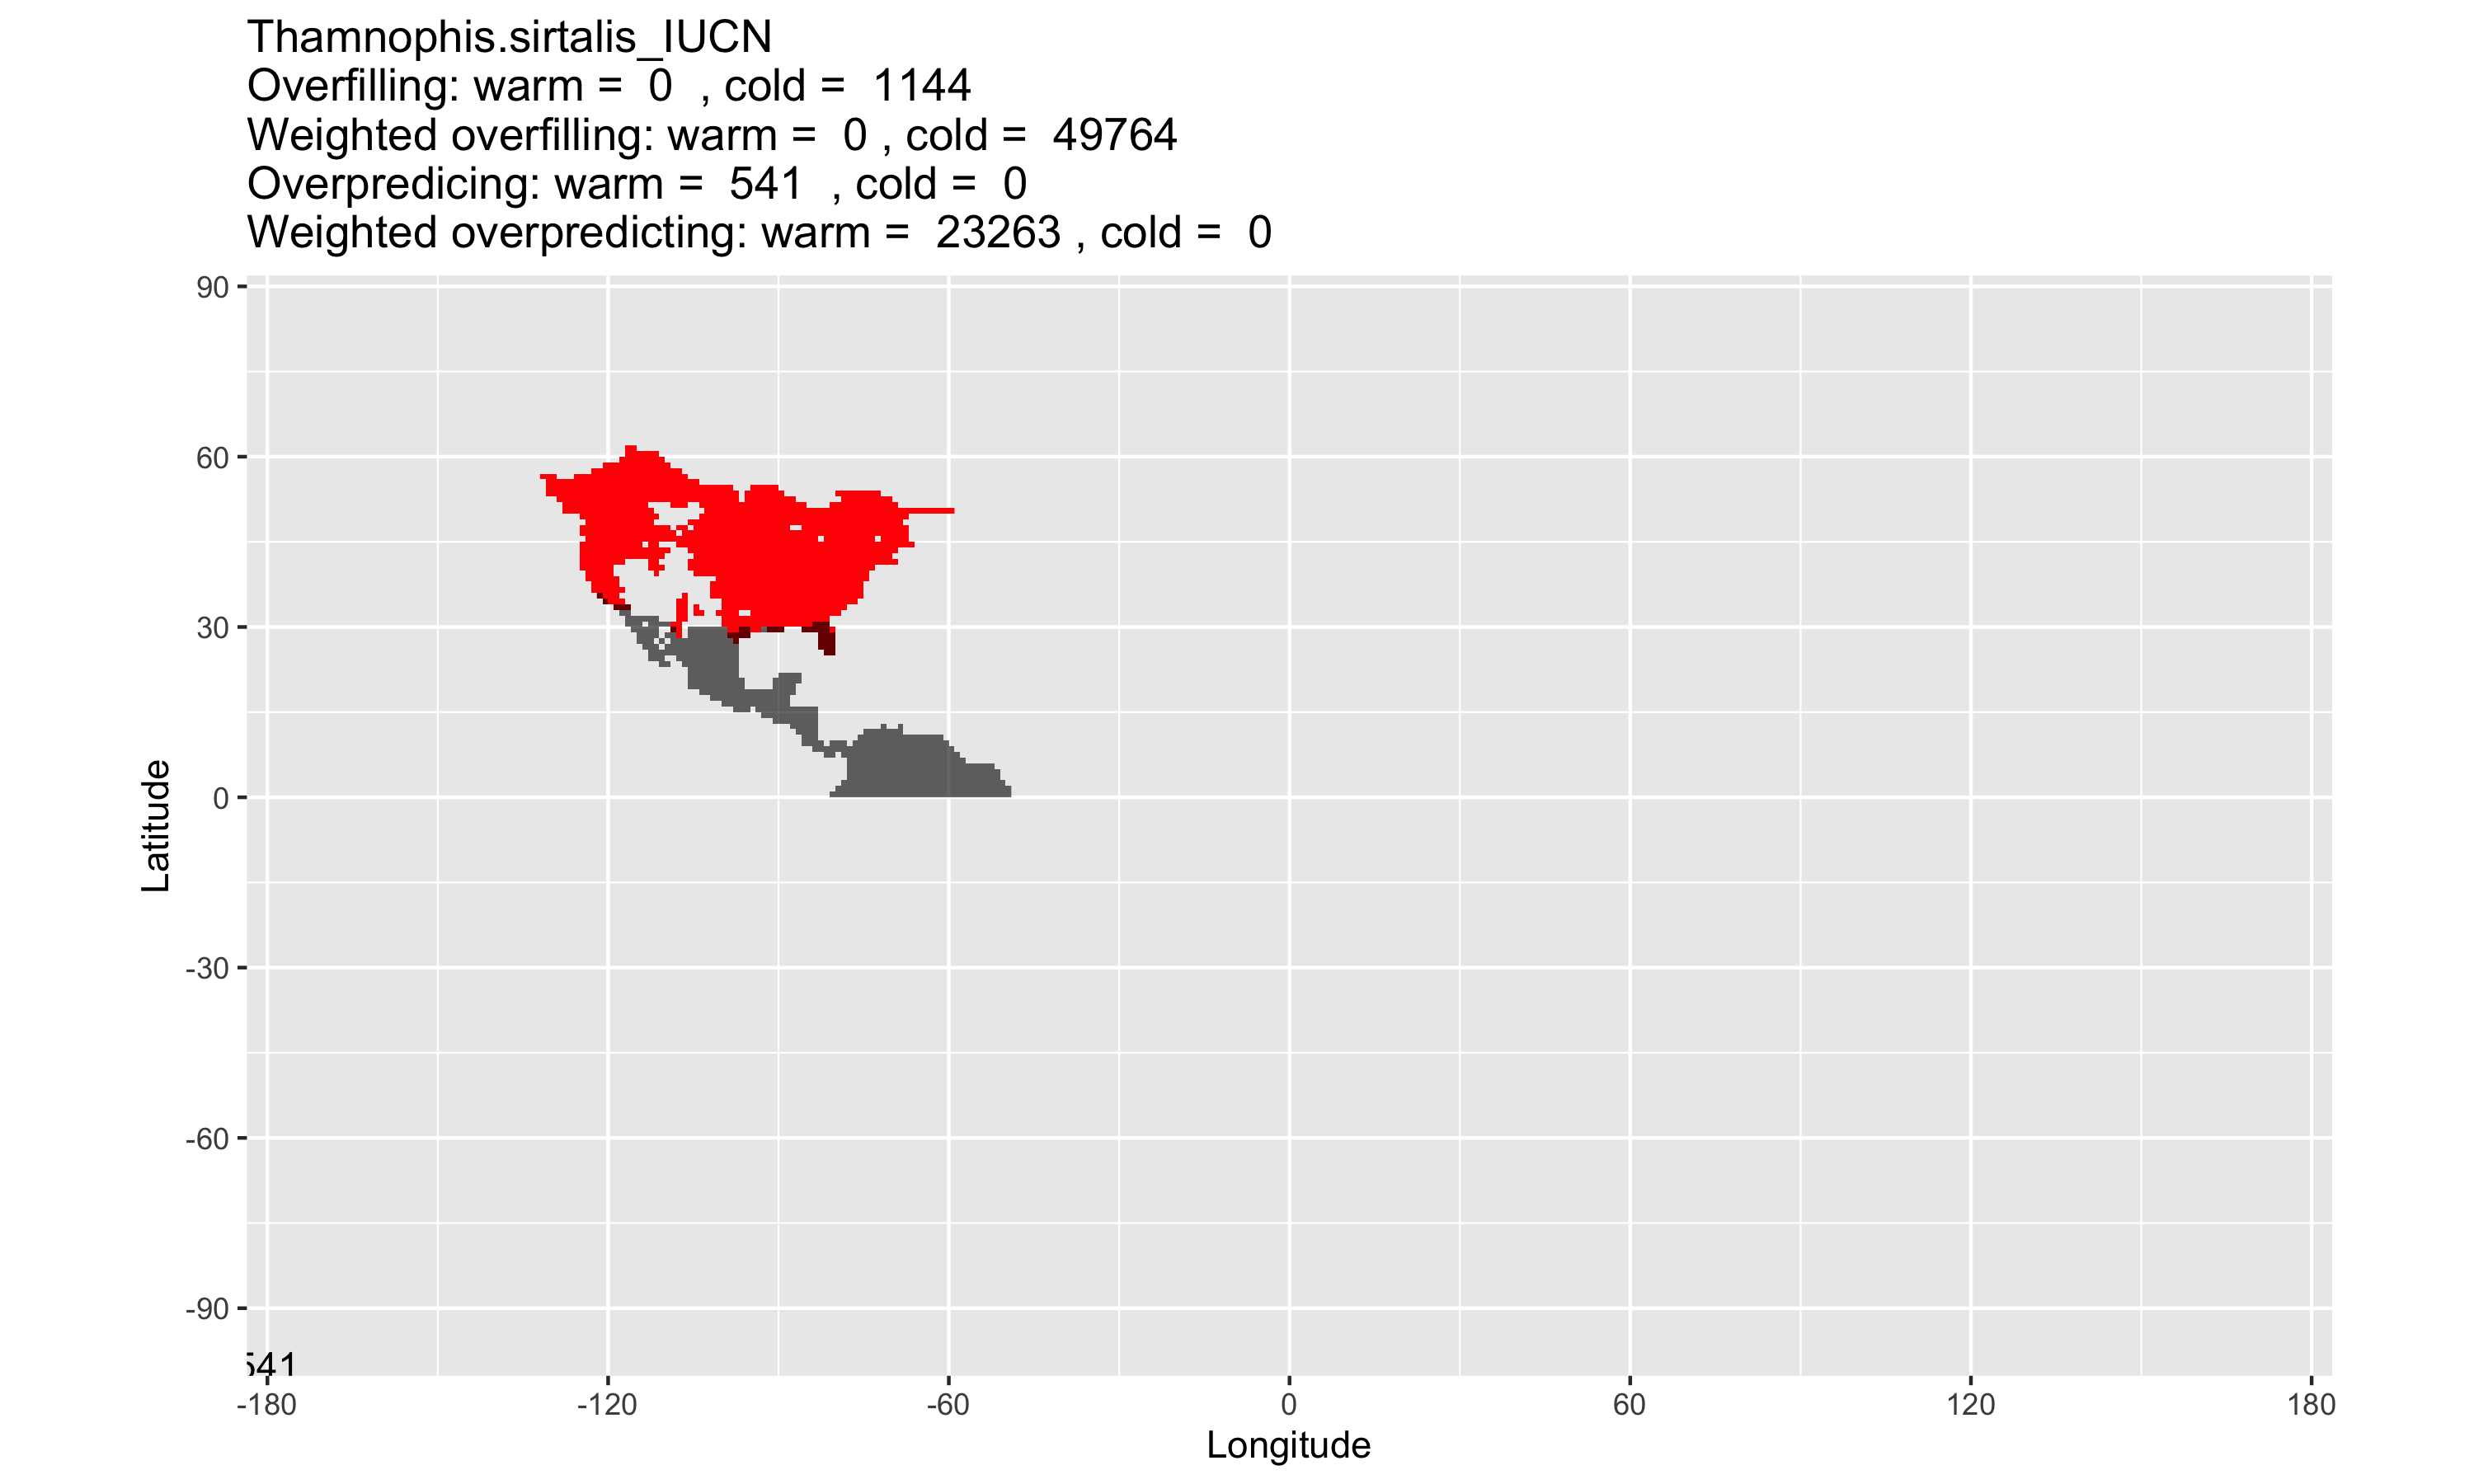 Thamnophis.sirtalis_IUCN
Overfilling: warm = 0 , cold = 1144
Weighted overfilling: warm = 0 , cold = 49764
Overpredicing: warm = 541 , cold = 0
Weighted overpredicting: warm = 23263 , cold = 0
90
60
30
0
-30
-60
-90
Latitude
541
-180 -120 -60 0 60 120 180
Longitude